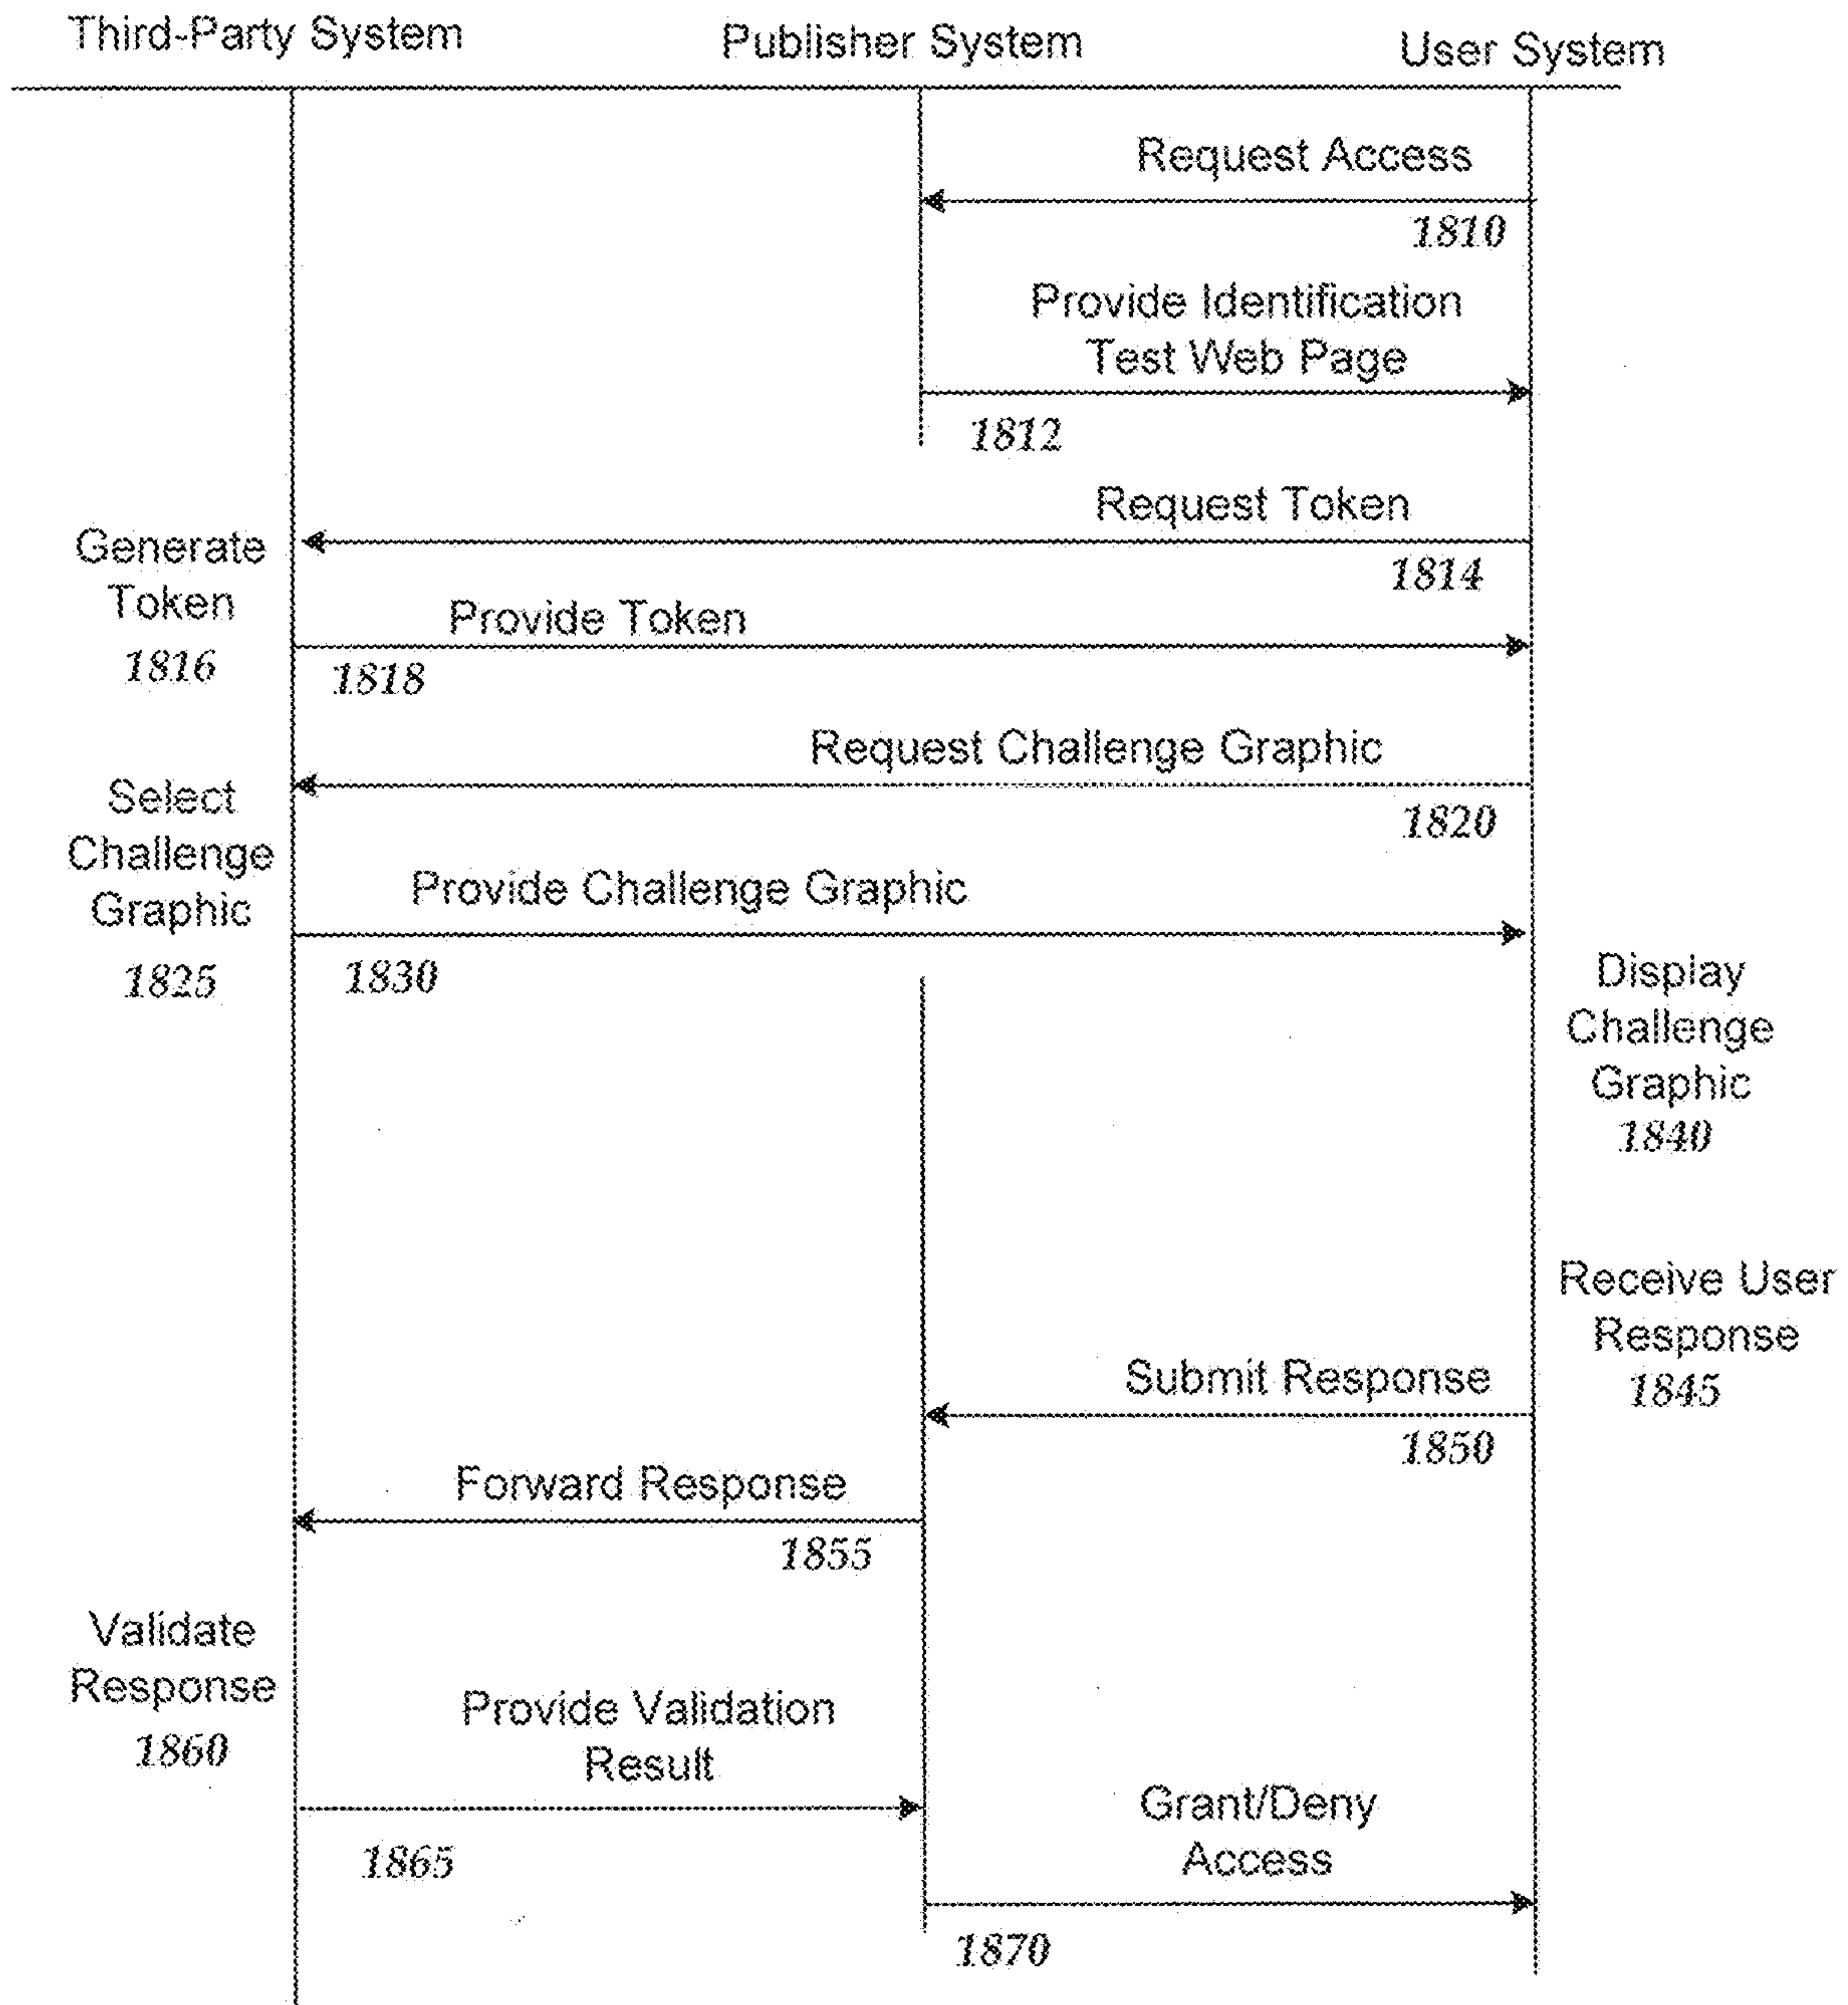 Third-Party System
Publisher System
User System
Request Access
1810
Provide Identification
Test Web Page
1812
Request Token
1814
Generate
Token
1816
Provide Token
1818
Request Challenge Graphic
1820
Select
Challenge
Graphic
1825
Provide Challenge Graphic
1830
Display
Challenge
Graphic
1840
Receive User
Response
1845
Submit Response
1850
Forward Response
1855
Validate
Response
1860
Provide Validation
Result
1865
Grant/Deny
Access
1870